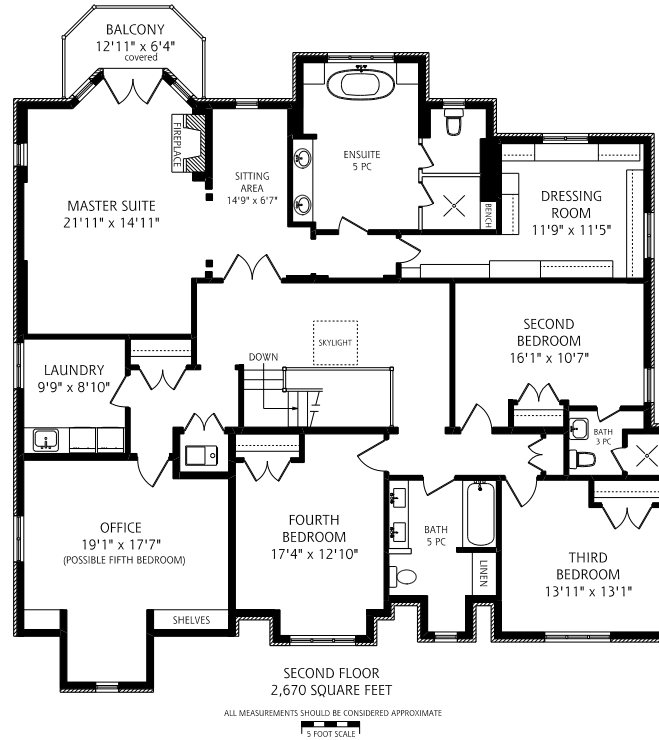 BALCONY
12'11" x 6'4"
covered
FIREPLACE
SITTING
AREA
14'9" x 6'7"
ENSUITE
5 PC
MASTER SUITE
21'11" x 14'11"
BENCH
DRESSING
ROOM
11'9" x 11'5"
SKYLIGHT
SECOND
BEDROOM
16'1" x 10'7"
DOWN
LAUNDRY
9'9" x 8'10"
BATH
3 PC
OFFICE
19'1" x 17'7"
(POSSIBLE FIFTH BEDROOM)
FOURTH
BEDROOM
17'4" x 12'10"
BATH
5 PC
LINEN
THIRD
BEDROOM
13'11" x 13'1"
SHELVES
SECOND FLOOR
2,670 SQUARE FEET
ALL MEASUREMENTS SHOULD BE CONSIDERED APPROXIMATE
5 FOOT SCALE